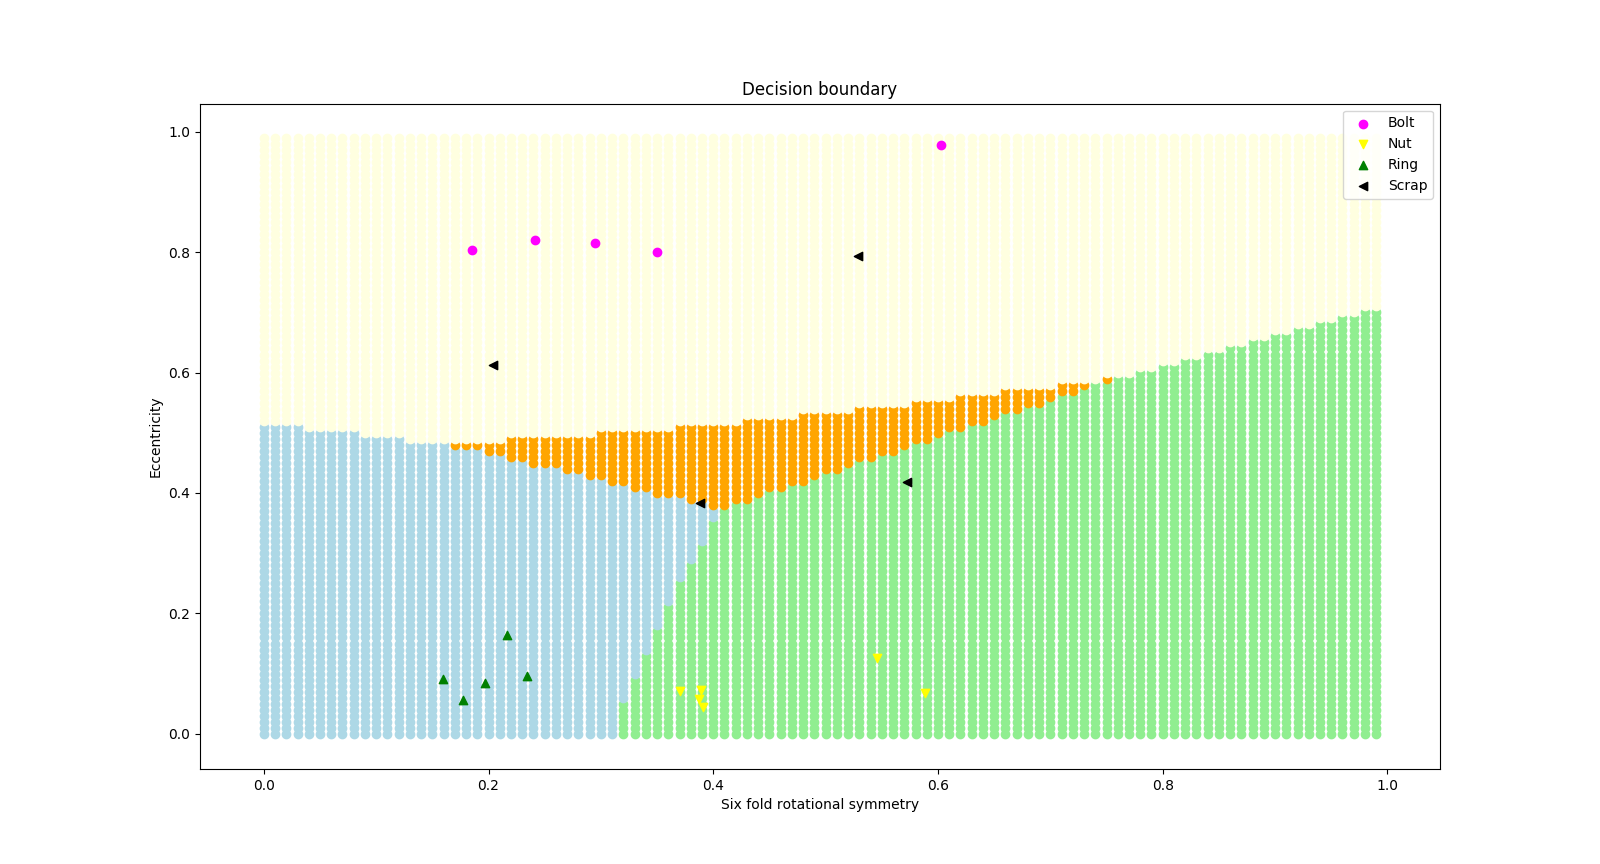 Decision boundary
Bolt
Nut
Ring
Scrap
1.0
0.8
0.6
0.4
0.2
0.0
Eccentricity
0.0 0.2 0.4 0.6 0.8 1.0
Six fold rotational symmetry